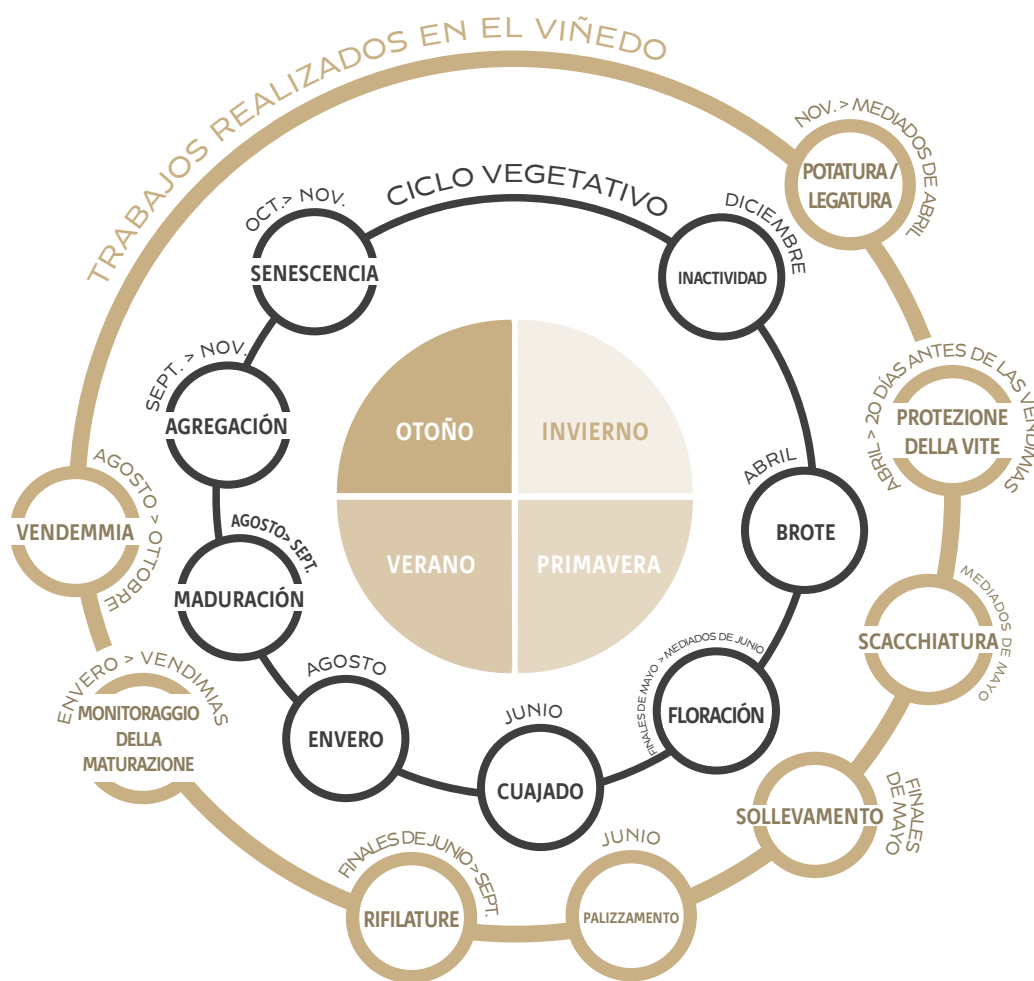 TRABAJOS REALIZADOS EN EL VIÑEDO
NOV. > MEDIADOS DE ABRIL
POTATURA /
LEGATURA
ABRIL > 20 DÍAS ANTES DE LAS VENDIMIAS
PROTEZIONE
DELLA VITE
MEDIADOS DE MAYO
SCACCHIATURA
FINALES
DE MAYO
SOLLEVAMENTO
JUNIO
PALIZZAMENTO
FINALES DE JUNIO > SEPT.
RIFILATURE
ENVERO > VENDIMIAS
MONITORAGGIO
DELLA
MATURAZIONE
AGOSTO > OTTOBRE
VENDEMMIA
CICLO VEGETATIVO
DICIEMBRE
INACTIVIDAD
ABRIL
BROTE
FINALES DE MAYO > MEDIADOS DE JUNIO
FLORACIÓN
JUNIO
CUAJADO
AGOSTO
ENVERO
AGOSTO> SEPT.
MADURACIÓN
SEPT. > NOV.
AGREGACIÓN
OCT.> NOV.
SENESCENCIA
OTOÑO
INVIERNO
VERANO
PRIMAVERA